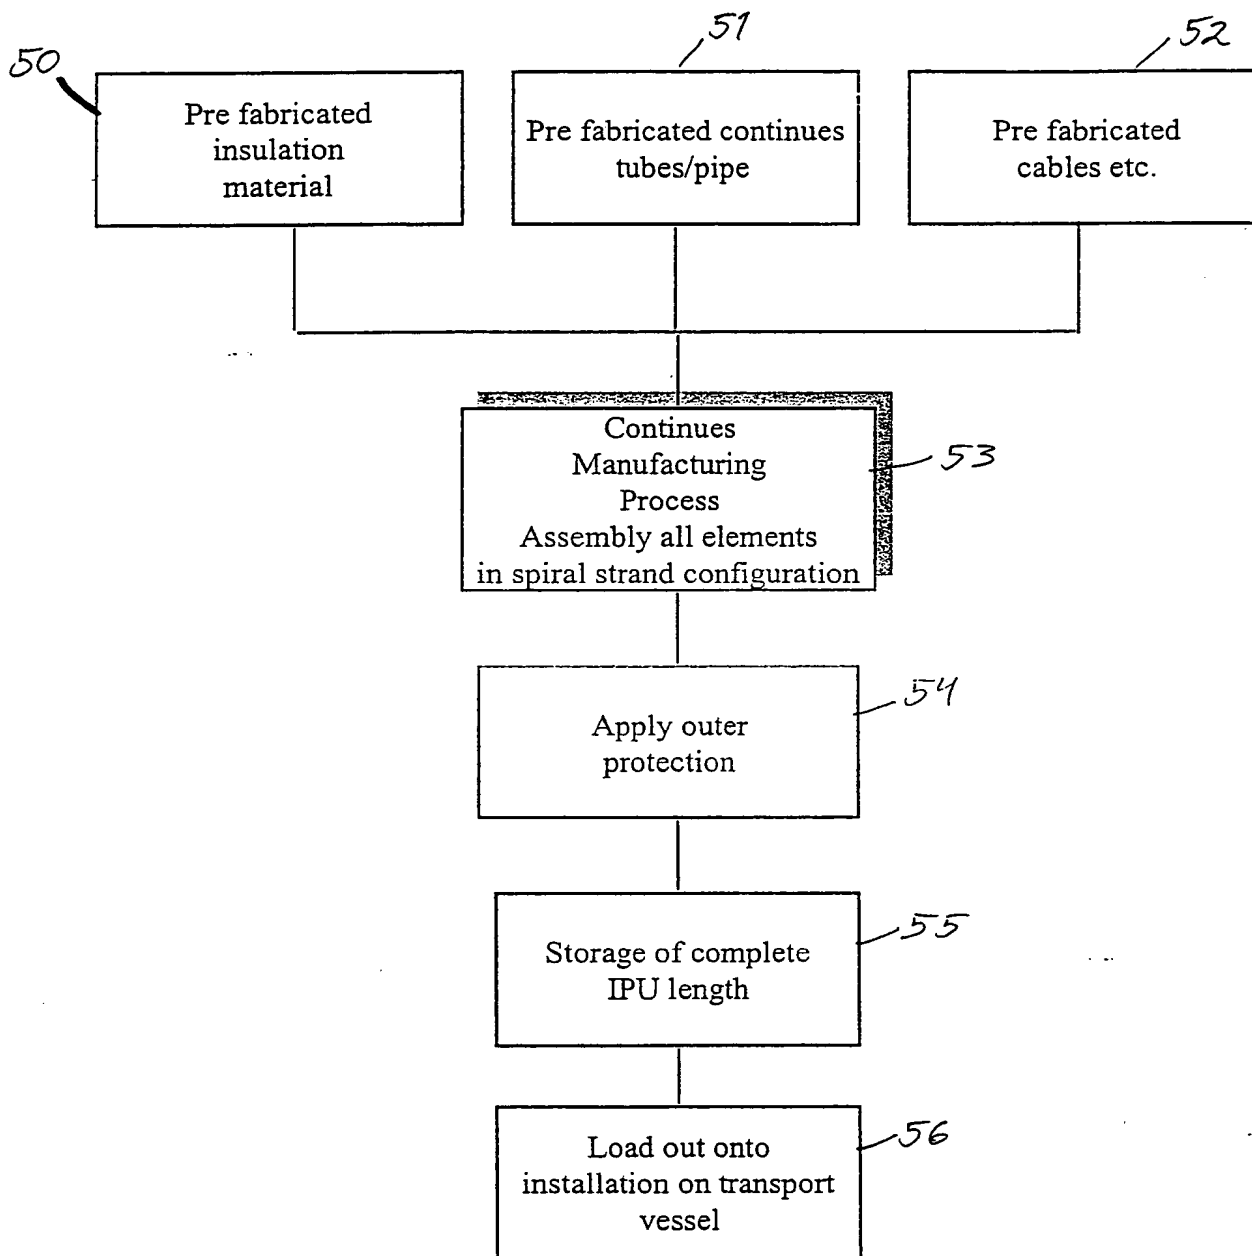 50
51
52
Pre fabricated
insulation
material
Pre fabricated continues
tubes/pipe
Pre fabricated
cables etc.
Continues
Manufacturing
Process
Assembly all elements
in spiral strand configuration
53
Apply outer
protection
54
Storage of complete
IPU length
55
Load out onto
installation on transport
vessel
56